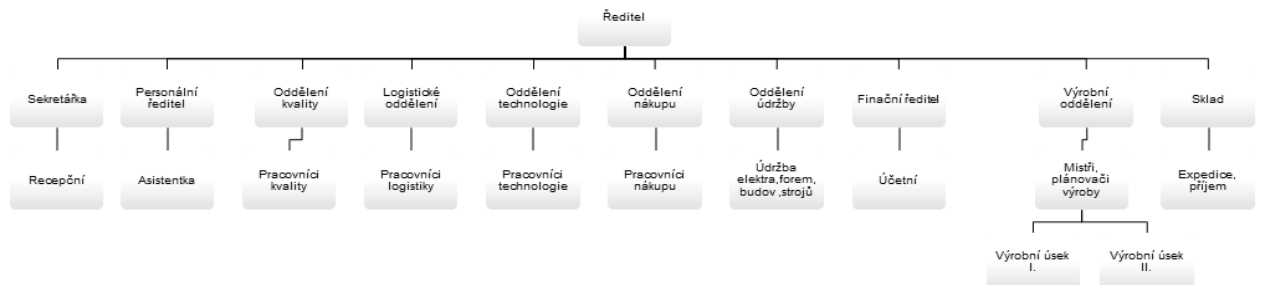 Ředitel
Sekretářka
Personální
ředitel
Oddělení
kvality
Logistické
oddělení
Oddělení
technologie
Oddělení
nákupu
Oddělení
údržby
Finační ředitel
Výrobní
oddělení
Sklad
Recepční
Asistentka
Pracovníci
kvality
Pracovníci
logistiky
Pracovníci
technologie
Pracovníci
nákupu
Údržba
elektra,forem,
budov ,strojů
Účetní
Mistři,
plánovači
výroby
Expedice,
příjem
Výrobní úsek
I.
Výrobní úsek
II.